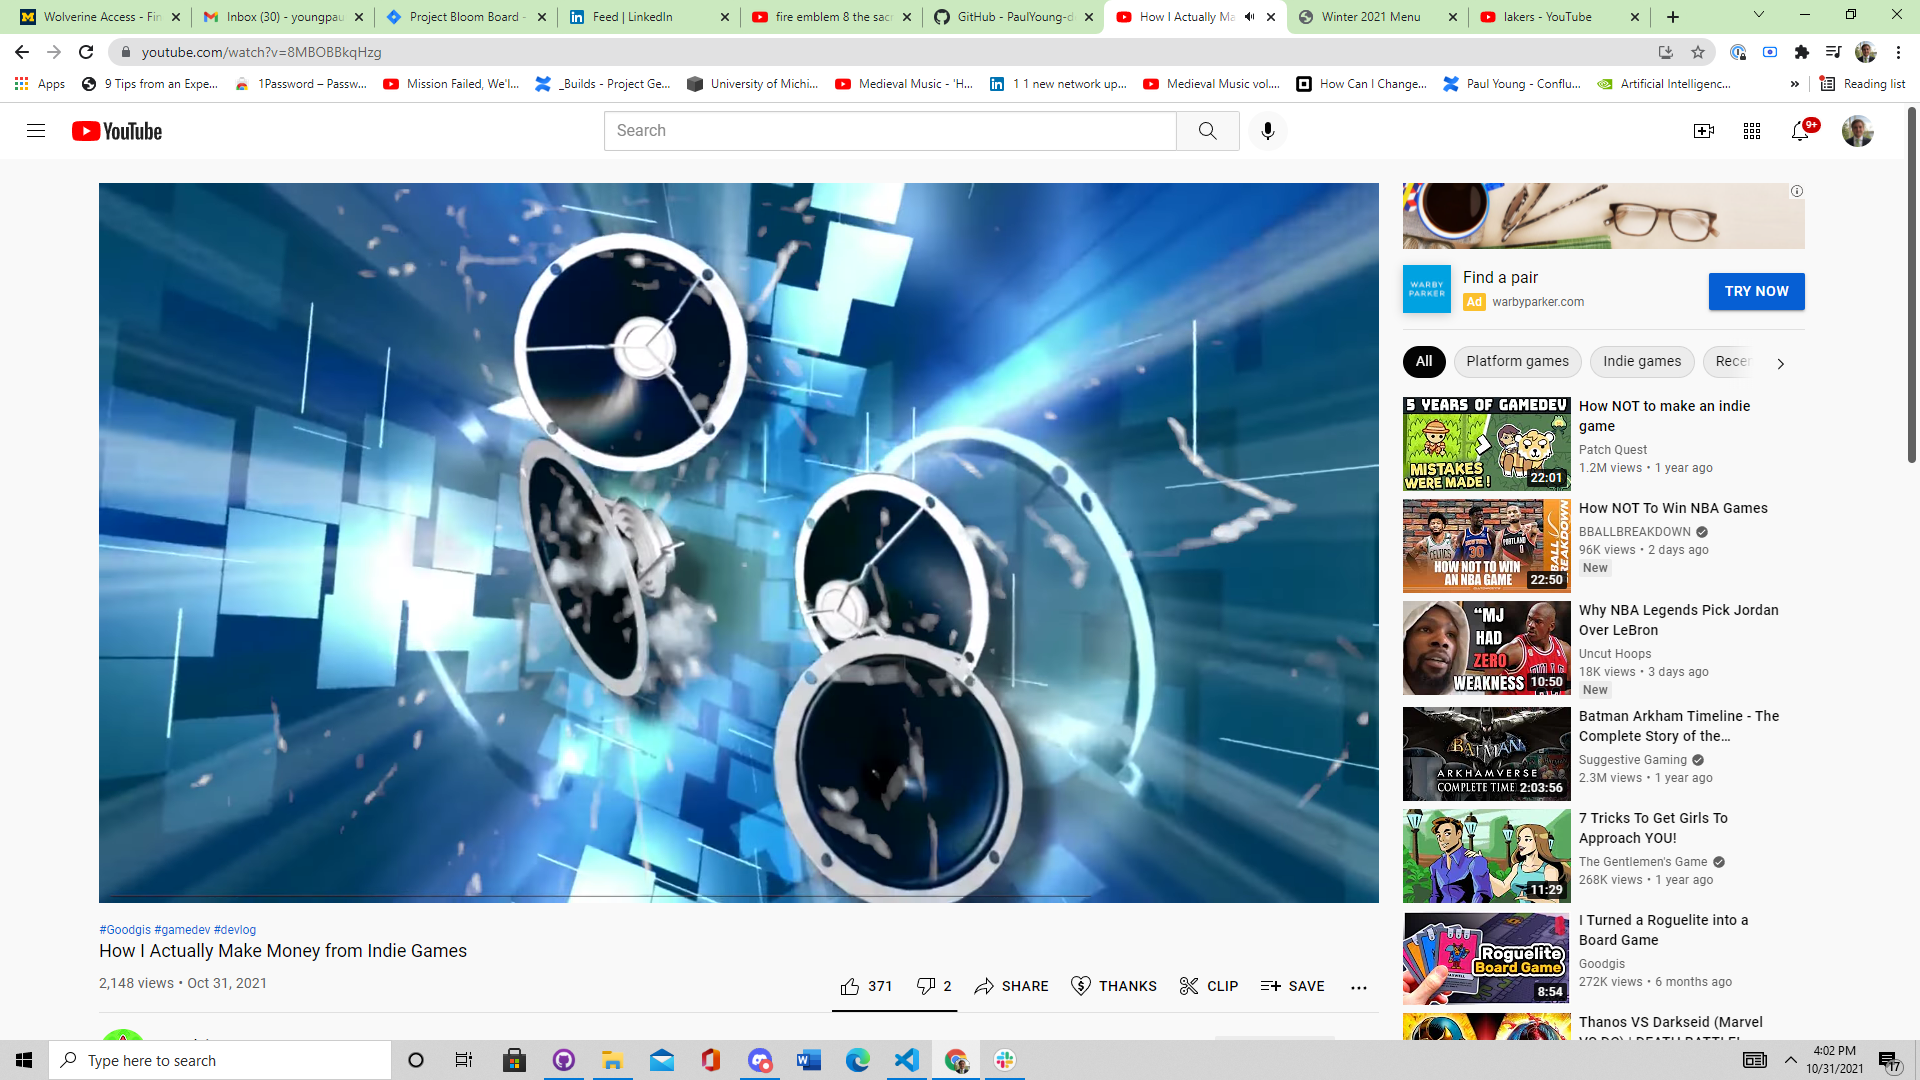 Wolverine Access - Fin
Inbox (30) - youngpau
Project Bloom Board -
Feed | LinkedIn
fire emblem 8 the sacr
GitHub - PaulYoung-d
How I Actually Ma
Winter 2021 Menu
lakers - YouTube
youtube.com/watch?v=8MBOBBkqHzg
Apps
9 Tips from an Expe...
1Password – Passw...
Mission Failed, We'l...
_Builds - Project Ge...
University of Michi...
Medieval Music - 'H...
1 1 new network up...
Medieval Music vol....
How Can I Change...
Paul Young - Conflu...
Artificial Intelligenc...
»
Reading list
YouTube
Search
9+
WARBY
PARKER
Find a pair
Ad warbyparker.com
TRY NOW
All
Platform games
Indie games
Recen
5 YEARS OF GAMEDEV
MISTAKES
WERE MADE!
22:01
How NOT to make an indie
game
Patch Quest
1.2M views • 1 year ago
CELTICS
30
PORTLAND
0
HOW NOT TO WIN
AN NBA GAME
BALL
BREAKDOWN
22:50
How NOT To Win NBA Games
BBALLBREAKDOWN
96K views • 2 days ago
New
“MJ
HAD
ZERO
WEAKNESS
10:50
Why NBA Legends Pick Jordan
Over LeBron
Uncut Hoops
18K views • 3 days ago
New
BATMAN
ARKHAMVERSE
COMPLETE TIME
2:03:56
Batman Arkham Timeline - The
Complete Story of the...
Suggestive Gaming
2.3M views • 1 year ago
11:29
7 Tricks To Get Girls To
Approach YOU!
The Gentlemen's Game
268K views • 1 year ago
Roguelite
Board Game
8:54
I Turned a Roguelite into a
Board Game
Goodgis
272K views • 6 months ago
Thanos VS Darkseid (Marvel
#Goodgis #gamedev #devlog
How I Actually Make Money from Indie Games
2,148 views • Oct 31, 2021
371
2
SHARE
THANKS
CLIP
SAVE
Type here to search
4:02 PM
10/31/2021
17